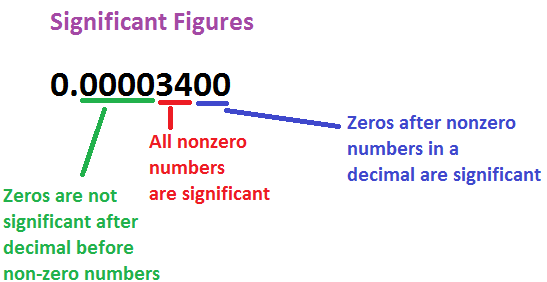 Significant Figures
0.00003400
Zeros after nonzero
numbers in a
decimal are significant
All nonzero
numbers
are significant
Zeros are not
significant after
decimal before
non-zero numbers